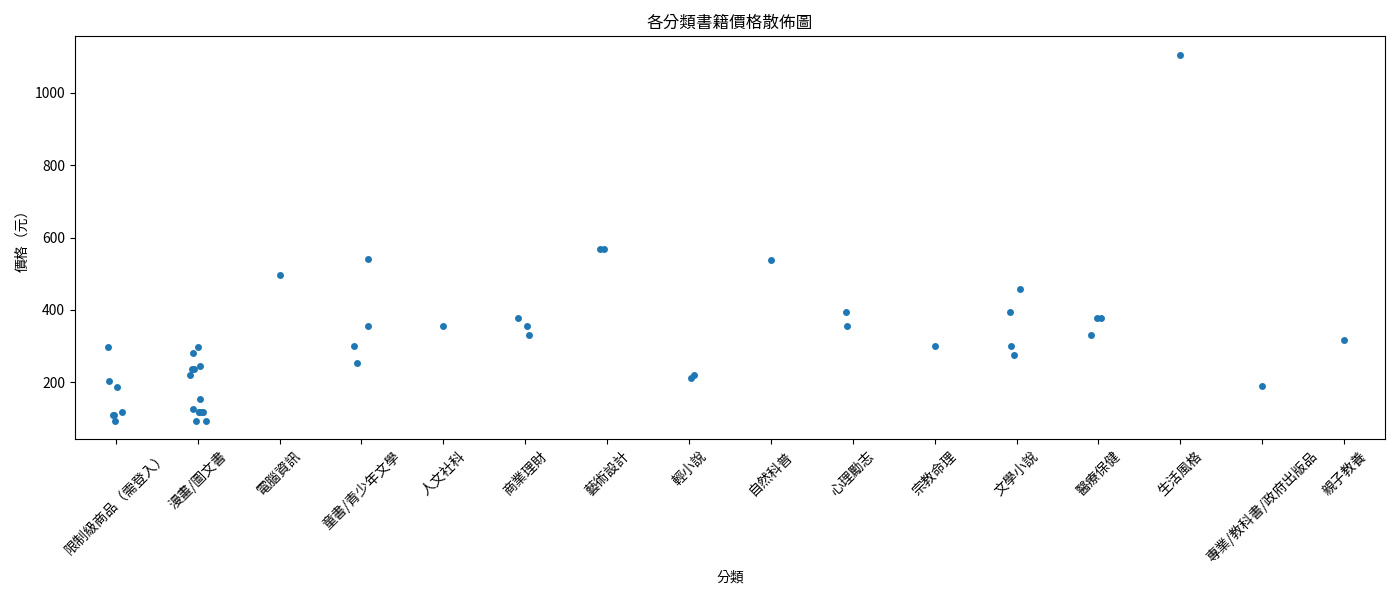 各分類書籍價格散佈圖
價格（元）
1000
800
600
400
200
限制級商品（需登入）
漫畫/圖文書
電腦資訊
童書/青少年文學
人文社科
商業理財
藝術設計
輕小說
自然科普
心理勵志
宗教命理
文學小說
醫療保健
生活風格
專業/教科書/政府出版品
親子教養
分類